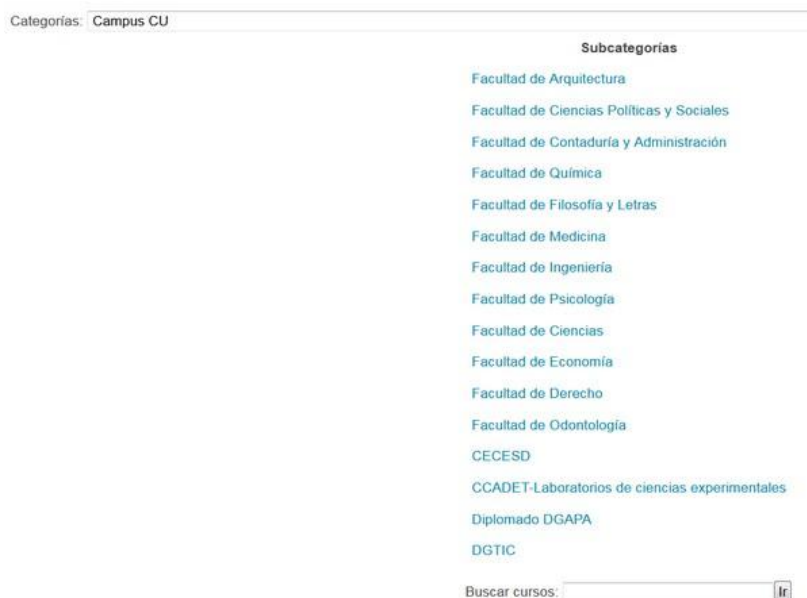 Categorías: Campus CU
Subcategorías
Facultad de Arquitectura
Facultad de Ciencias Políticas y Sociales
Facultad de Contaduría y Administración
Facultad de Química
Facultad de Filosofía y Letras
Facultad de Medicina
Facultad de Ingeniería
Facultad de Psicología
Facultad de Ciencias
Facultad de Economía
Facultad de Derecho
Facultad de Odontología
CECESD
CCADET-Laboratorios de ciencias experimentales
Diplomado DGAPA
DGTIC
Buscar cursos: Ir